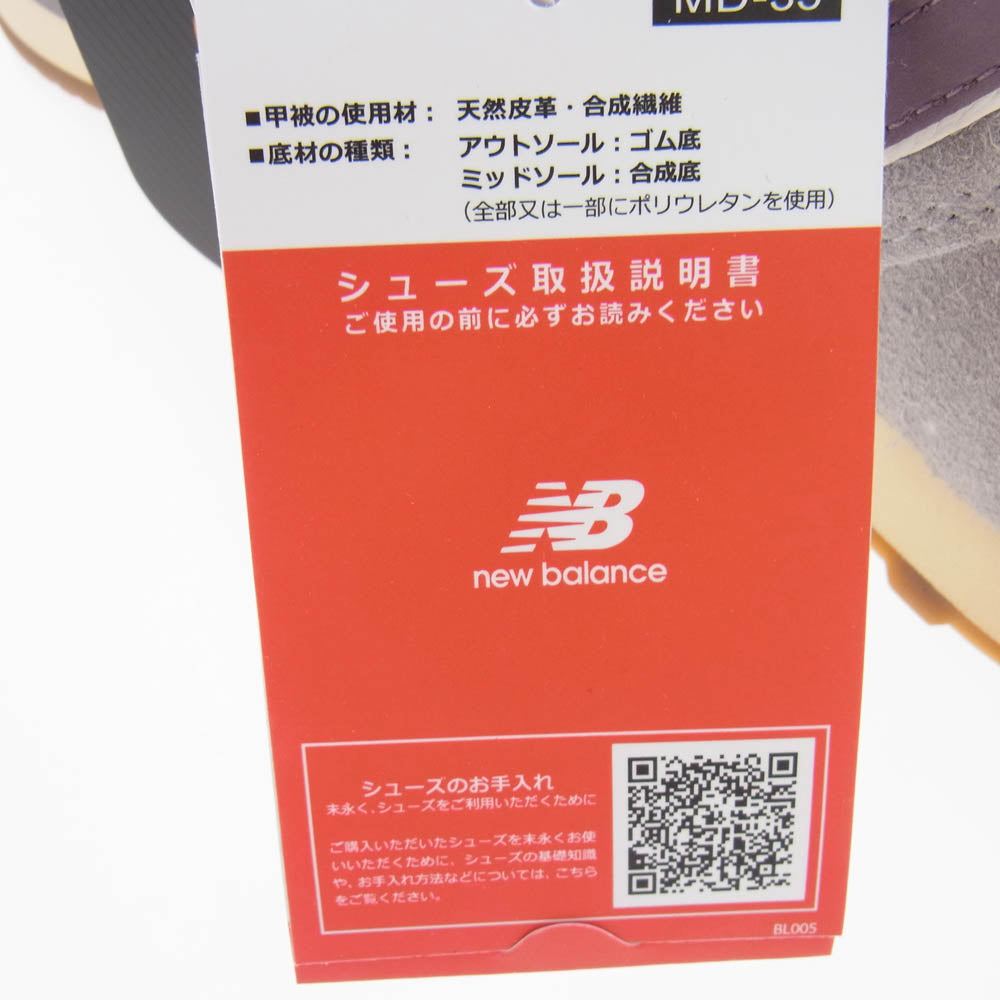 ■甲被の使用材： 天然皮革・合成繊維
■底材の種類： アウトソール：ゴム底
ミッドソール：合成底
（全部又は一部にポリウレタンを使用）
シューズ取扱説明書
ご使用の前に必ずお読みください
NB
new balance
シューズのお手入れ
末永く、シューズをご利用いただくために
ご購入いただいたシューズを末永くお使
いいただくために、シューズの基礎知識
や、お手入れ方法などについては、こちら
をご覧ください。
BL005